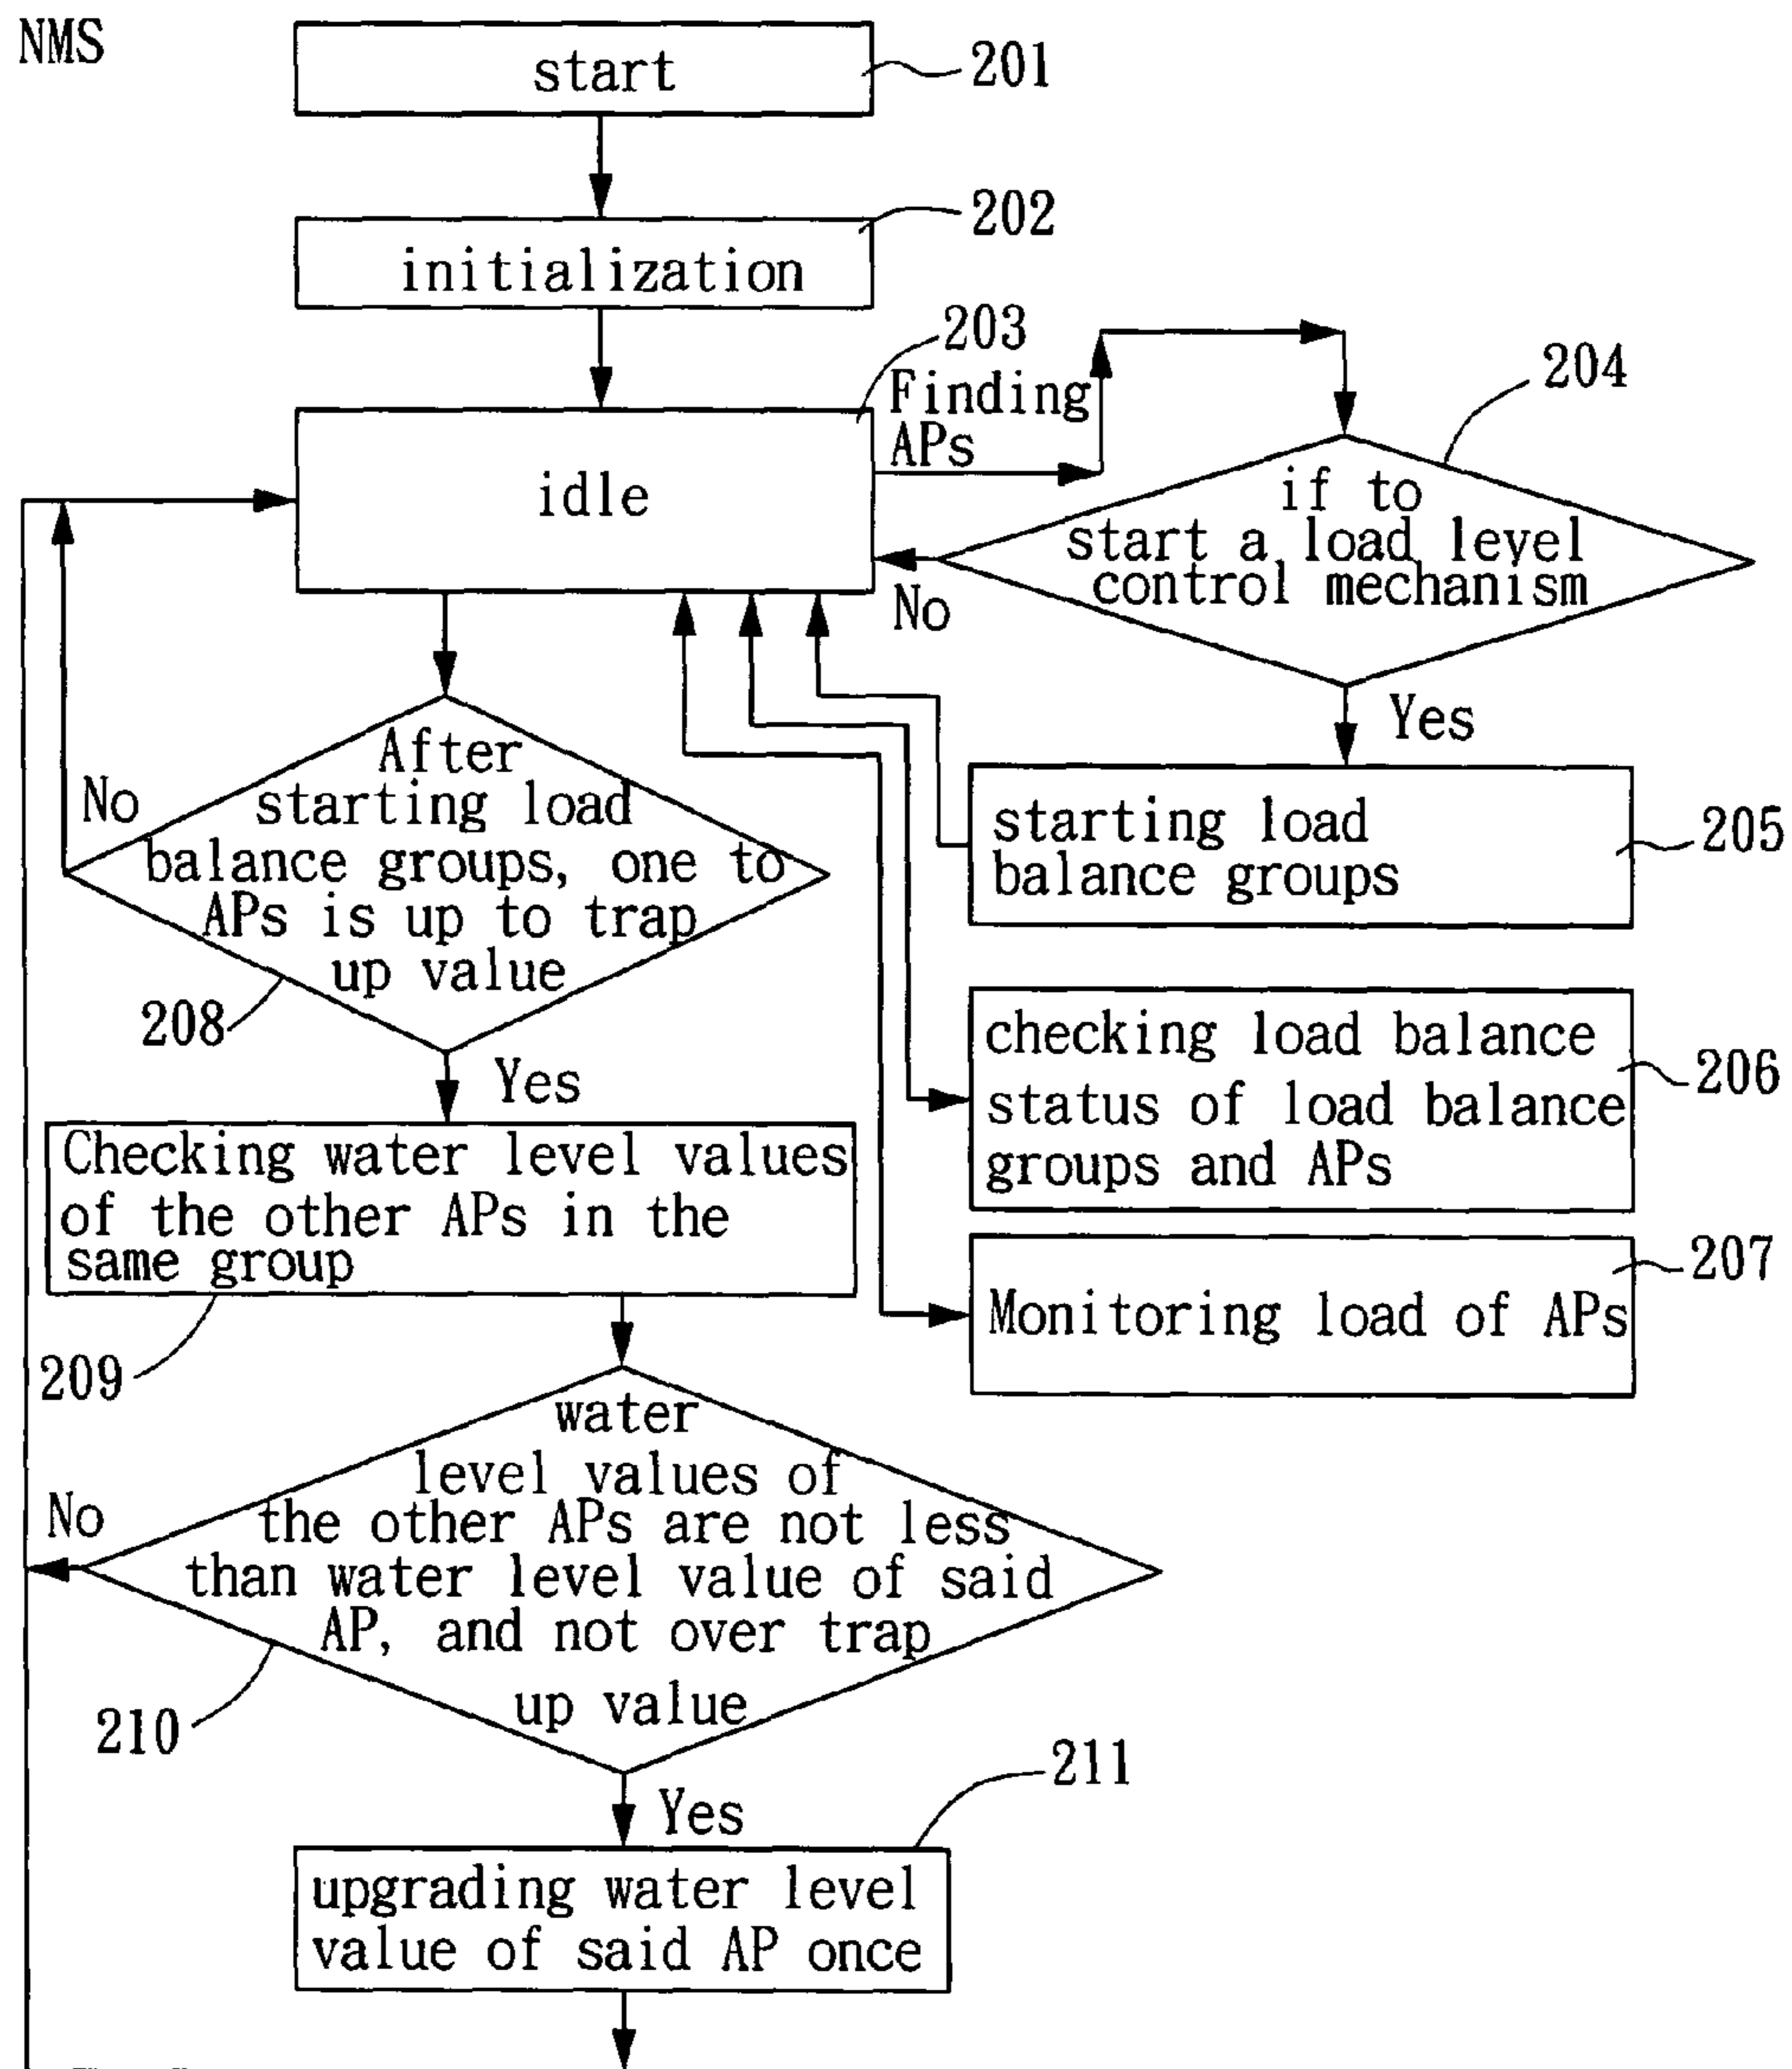 NMS
start
201
initialization
202
203
Finding
APs
idle
204
if to
start a load level
control mechanism
No
Yes
After
starting load
balance groups, one to
APs is up to trap
up value
No
208
starting load
balance groups
205
Yes
checking load balance
status of load balance
groups and APs
206
Checking water level values
of the other APs in the
same group
209
Monitoring load of APs
207
water
level values of
the other APs are not less
than water level value of said
AP, and not over trap
up value
No
210
Yes
211
upgrading water level
value of said AP once